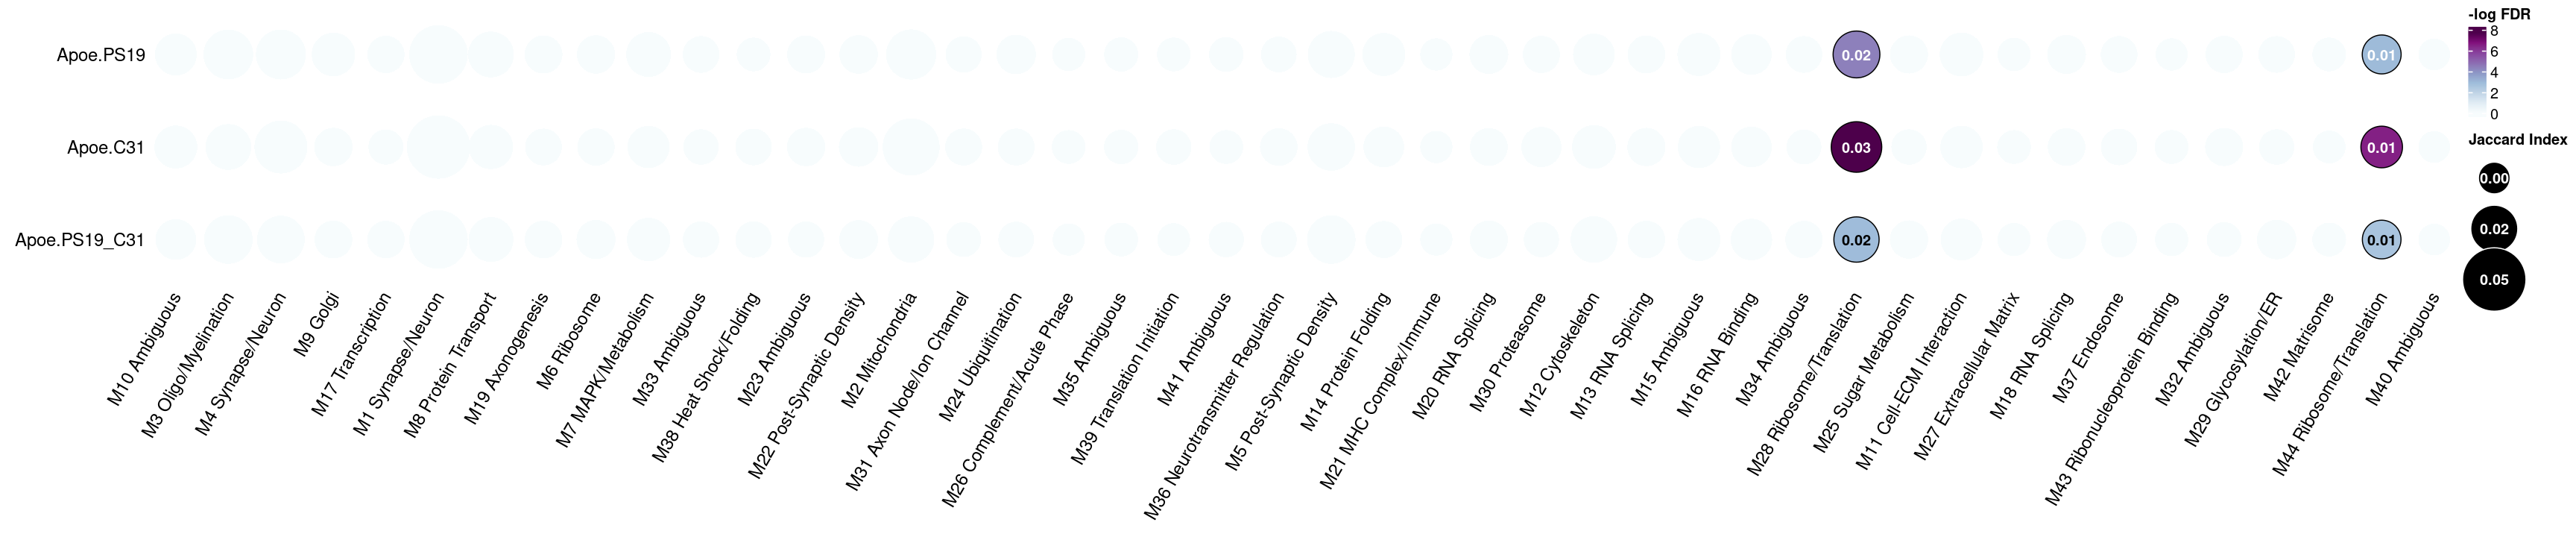 Apoe.PS19
0.02
0.01
Apoe.C31
0.03
0.01
Apoe.PS19_C31
0.02
0.01
M10 Ambiguous
M3 Oligo/Myelination
M4 Synapse/Neuron
M9 Golgi
M17 Transcription
M1 Synapse/Neuron
M8 Protein Transport
M19 Axonogenesis
M6 Ribosome
M7 MAPK/Metabolism
M33 Ambiguous
M38 Heat Shock/Folding
M23 Ambiguous
M22 Post-Synaptic Density
M2 Mitochondria
M31 Axon Node/Ion Channel
M24 Ubiquitination
M26 Complement/Acute Phase
M35 Ambiguous
M39 Translation Initiation
M41 Ambiguous
M36 Neurotransmitter Regulation
M5 Post-Synaptic Density
M14 Protein Folding
M21 MHC Complex/Immune
M20 RNA Splicing
M30 Proteasome
M12 Cytoskeleton
M13 RNA Splicing
M15 Ambiguous
M16 RNA Binding
M34 Ambiguous
M28 Ribosome/Translation
M25 Sugar Metabolism
M11 Cell-ECM Interaction
M27 Extracellular Matrix
M18 RNA Splicing
M37 Endosome
M43 Ribonucleoprotein Binding
M32 Ambiguous
M29 Glycosylation/ER
M42 Matrisome
M44 Ribosome/Translation
M40 Ambiguous
-log FDR
8
6
4
2
0
Jaccard Index
0.00
0.02
0.05